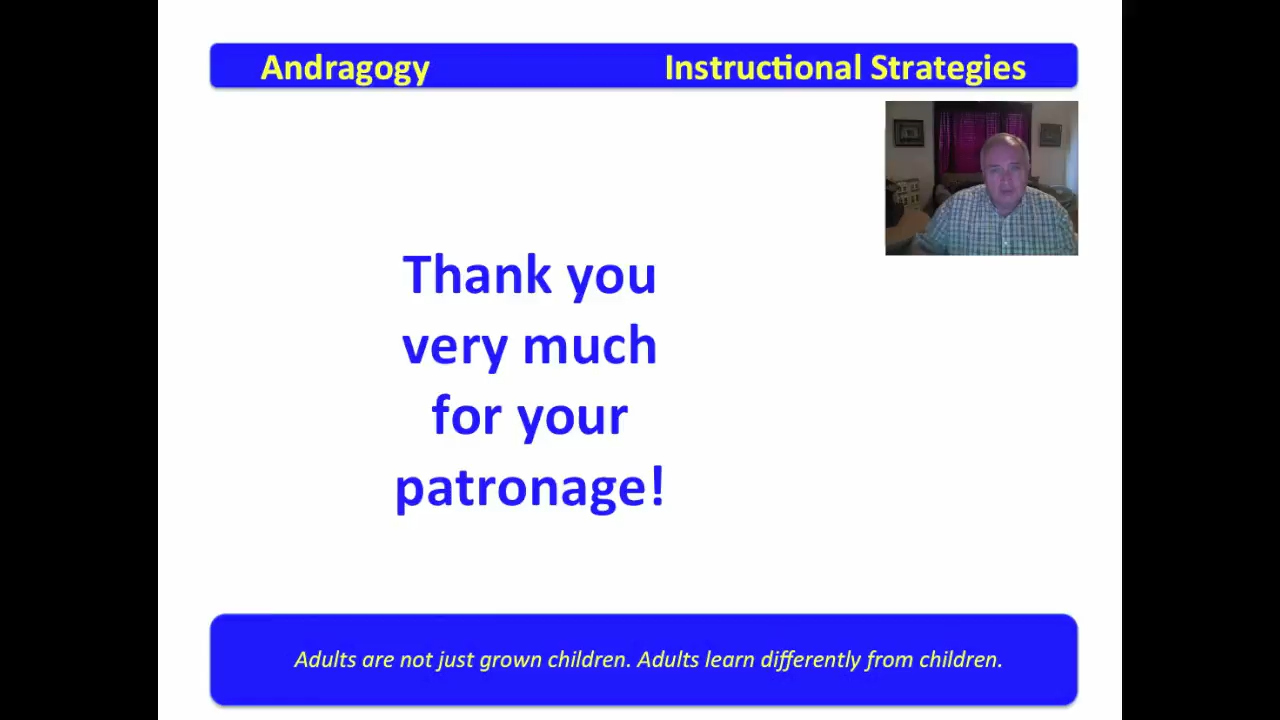 Andragogy Instructional Strategies
Thank you
very much
for your
patronage!
Adults are not just grown children. Adults learn differently from children.